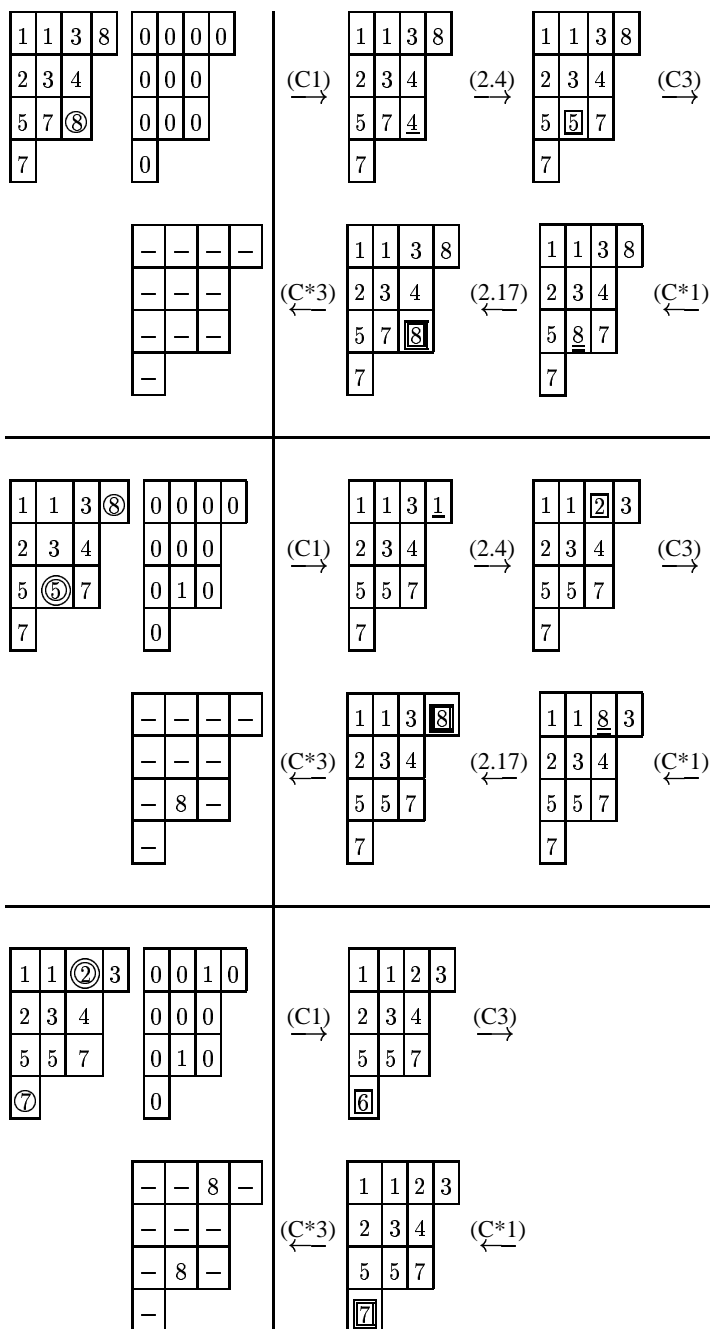 1 1 3 8 0 0 0 0 1 1 3 8 1 1 3 8
2 3 4 0 0 0 (C1) 2 3 4 (2.4) 2 3 4 (C3)
5 7 ⑧ 0 0 0 5 7 4 5 5 7
7 0 7 7
– – – – 1 1 3 8 1 1 3 8
– – – (C*3) 2 3 4 (2.17) 2 3 4 (C*1)
– – – 5 7 8 5 8 7
– 7 7
1 1 3 ⑧ 0 0 0 0 1 1 3 1 1 1 2 3
2 3 4 0 0 0 (C1) 2 3 4 (2.4) 2 3 4 (C3)
5 ⑤ 7 0 1 0 5 5 7 5 5 7
7 0 7 7
– – – – 1 1 3 8 1 1 8 3
– – – (C*3) 2 3 4 (2.17) 2 3 4 (C*1)
– 8 – 5 5 7 5 5 7
– 7 7
1 1 ② 3 0 0 1 0 1 1 2 3
2 3 4 0 0 0 (C1) 2 3 4 (C3)
5 5 7 0 1 0 5 5 7
⑦ 0 6
– – 8 – 1 1 2 3
– – – (C*3) 2 3 4 (C*1)
– 8 – 5 5 7
– 7